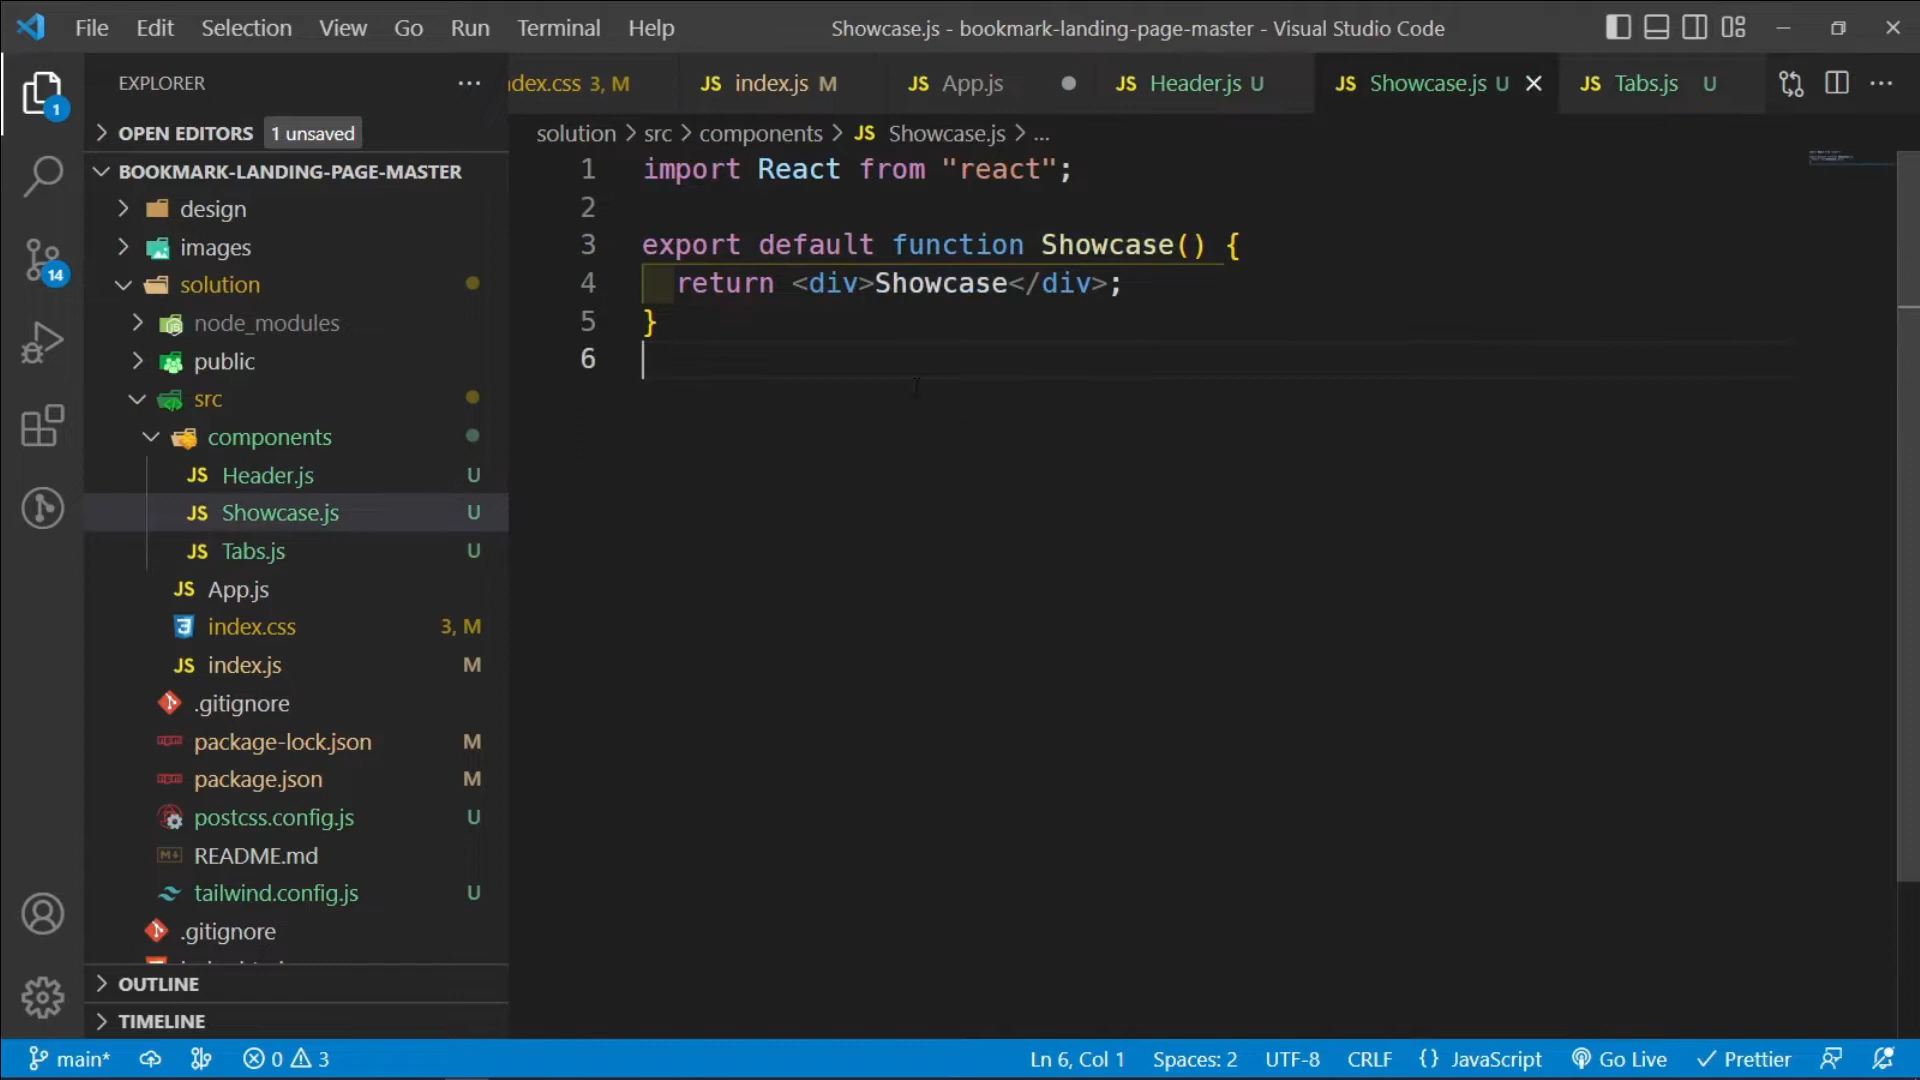 File Edit Selection View Go Run Terminal Help
Showcase.js - bookmark-landing-page-master - Visual Studio Code
EXPLORER
OPEN EDITORS 1 unsaved
BOOKMARK-LANDING-PAGE-MASTER
design
images
solution
node_modules
public
src
components
Header.js U
Showcase.js U
Tabs.js U
App.js
index.css 3, M
index.js M
.gitignore
package-lock.json M
package.json M
postcss.config.js U
README.md
tailwind.config.js U
.gitignore
OUTLINE
TIMELINE
ndex.css 3, M JS index.js M JS App.js JS Header.js U JS Showcase.js U JS Tabs.js U
solution > src > components > JS Showcase.js > ...
1 import React from "react";
2
3 export default function Showcase() {
4 return <div>Showcase</div>;
5 }
6
1
14
main* 0 3
Ln 6, Col 1 Spaces: 2 UTF-8 CRLF {} JavaScript Go Live Prettier